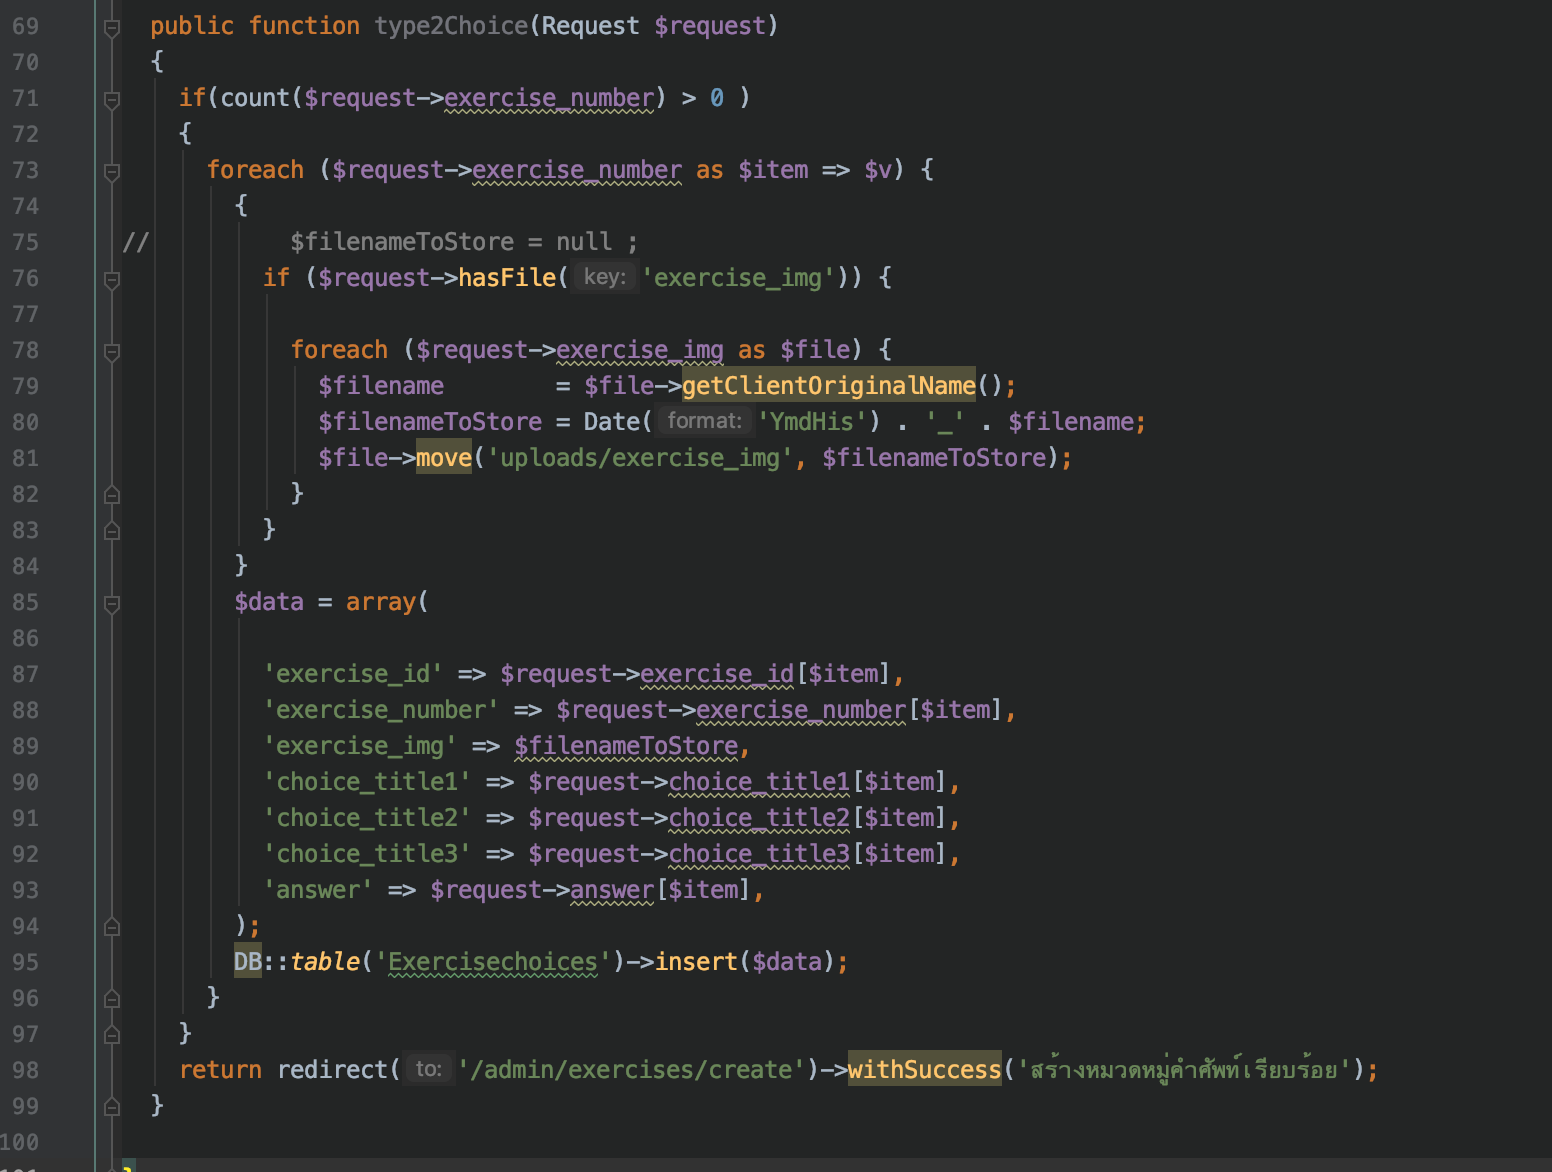 69 public function type2Choice(Request $request)
70 {
71 if(count($request->exercise_number) > 0 )
72 {
73 foreach ($request->exercise_number as $item => $v) {
74 {
75 // $filenameToStore = null ;
76 if ($request->hasFile( key: 'exercise_img')) {
77
78 foreach ($request->exercise_img as $file) {
79 $filename = $file->getClientOriginalName();
80 $filenameToStore = Date( format: 'YmdHis') . '_' . $filename;
81 $file->move('uploads/exercise_img', $filenameToStore);
82 }
83 }
84 }
85 $data = array(
86
87 'exercise_id' => $request->exercise_id[$item],
88 'exercise_number' => $request->exercise_number[$item],
89 'exercise_img' => $filenameToStore,
90 'choice_title1' => $request->choice_title1[$item],
91 'choice_title2' => $request->choice_title2[$item],
92 'choice_title3' => $request->choice_title3[$item],
93 'answer' => $request->answer[$item],
94 );
95 DB::table('Exercisechoices')->insert($data);
96 }
97 }
98 return redirect( to: '/admin/exercises/create')->withSuccess('สร้างหมวดหมู่คำศัพท์เรียบร้อย');
99 }
100